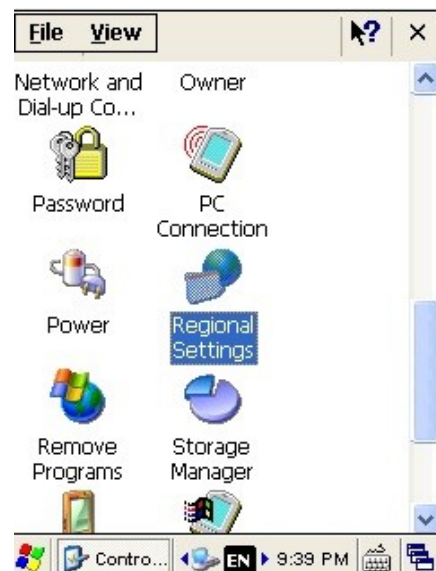 File View ?
Network and Dial-up Co...
Owner
Password
PC Connection
Power
Regional Settings
Remove Programs
Storage Manager
Contro... EN 9:39 PM